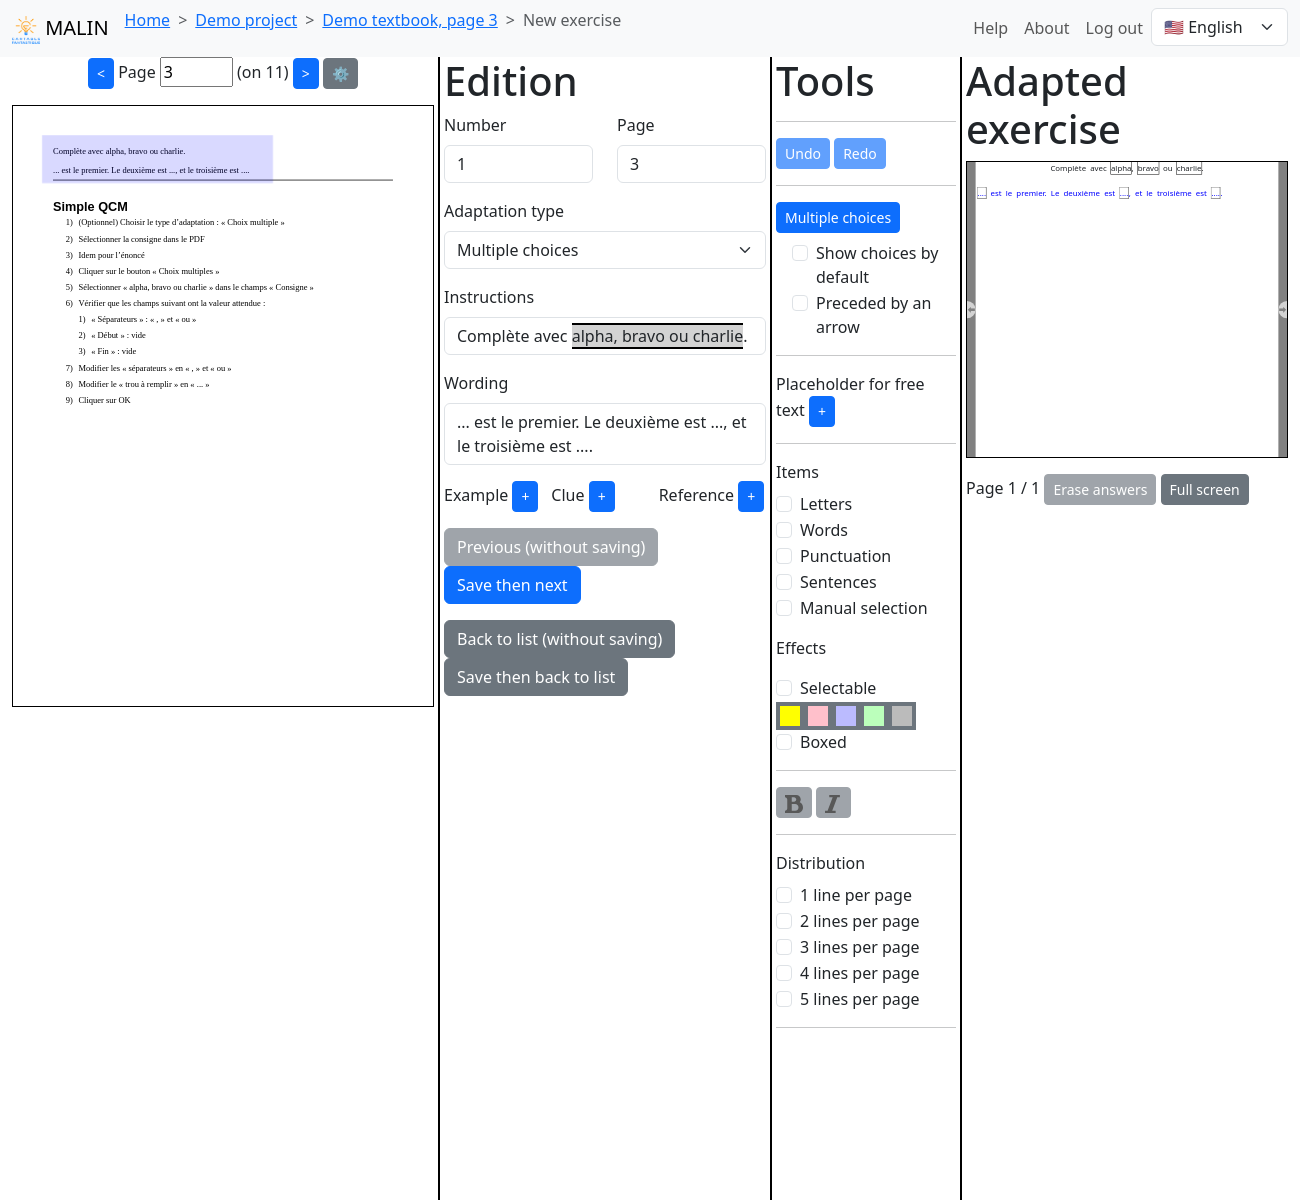 MALIN Home > Demo project > Demo textbook, page 3 > New exercise Help About Log out English
< Page 3 (on 11) >
Complète avec alpha, bravo ou charlie.
... est le premier. Le deuxième est ..., et le troisième est ....
Simple QCM
1) (Optionnel) Choisir le type d’adaptation : « Choix multiple »
2) Sélectionner la consigne dans le PDF
3) Idem pour l’énoncé
4) Cliquer sur le bouton « Choix multiples »
5) Sélectionner « alpha, bravo ou charlie » dans le champs « Consigne »
6) Vérifier que les champs suivant ont la valeur attendue :
1) « Séparateurs » : « , » et « ou »
2) « Début » : vide
3) « Fin » : vide
7) Modifier les « séparateurs » en « , » et « ou »
8) Modifier le « trou à remplir » en « ... »
9) Cliquer sur OK
Edition
Number Page
1 3
Adaptation type
Multiple choices
Instructions
Complète avec alpha, bravo ou charlie.
Wording
... est le premier. Le deuxième est ..., et
le troisième est ....
Example + Clue + Reference +
Previous (without saving)
Save then next
Back to list (without saving)
Save then back to list
Tools
Undo Redo
Multiple choices
Show choices by
default
Preceded by an
arrow
Placeholder for free
text +
Items
Letters
Words
Punctuation
Sentences
Manual selection
Effects
Selectable
Boxed
B I
Distribution
1 line per page
2 lines per page
3 lines per page
4 lines per page
5 lines per page
Adapted
exercise
Complète avec alpha, bravo ou charlie.
.... est le premier. Le deuxième est ...., et le troisième est .....
Page 1 / 1 Erase answers Full screen